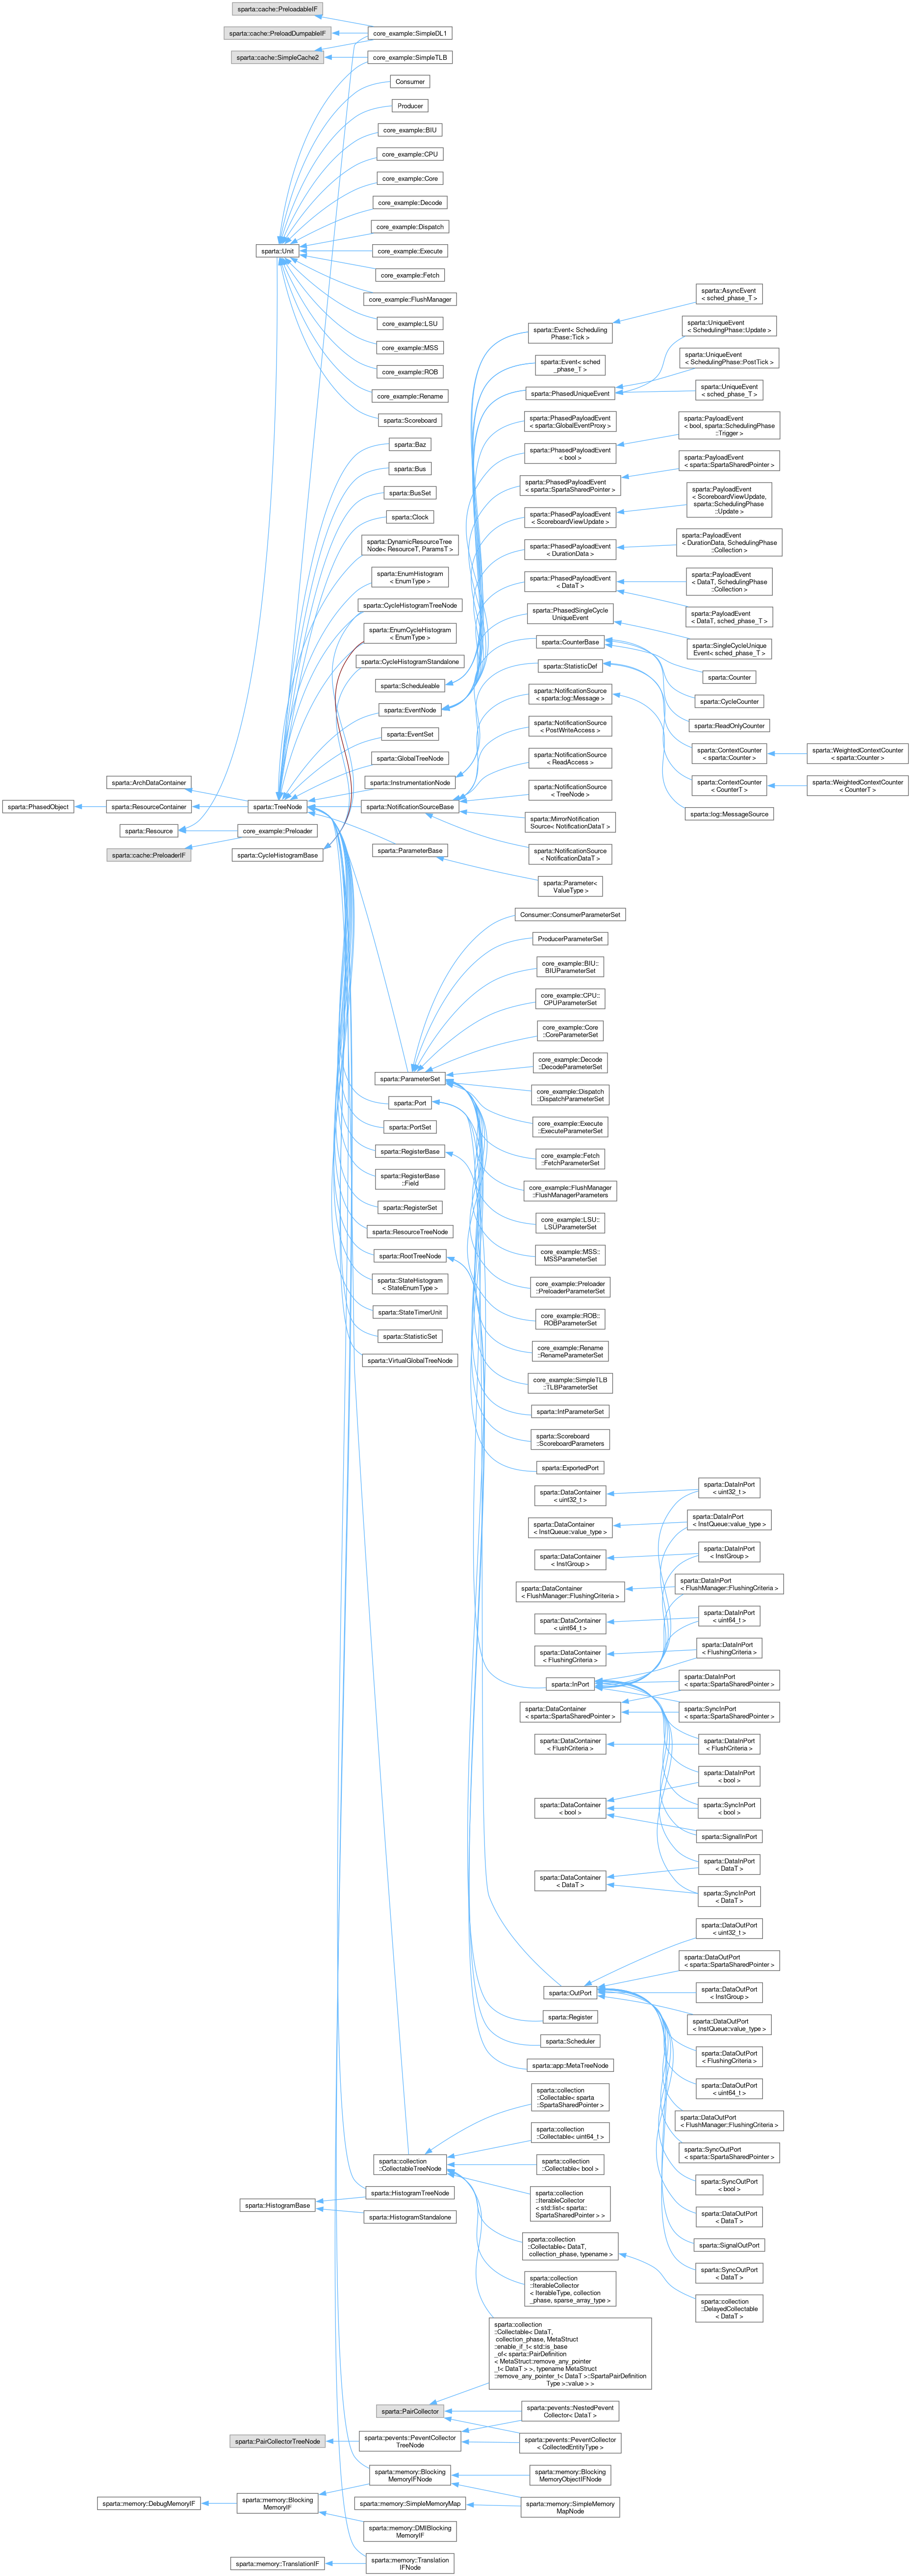 sparta::cache::PreloadableIF
sparta::cache::PreloadDumpableIF
core_example::SimpleDL1
sparta::cache::SimpleCache2
core_example::SimpleTLB
Consumer
Producer
core_example::BIU
core_example::CPU
core_example::Core
core_example::Decode
core_example::Dispatch
sparta::Unit
core_example::Execute
core_example::Fetch
core_example::FlushManager
core_example::LSU
core_example::MSS
core_example::ROB
core_example::Rename
sparta::Scoreboard
sparta::Baz
sparta::Bus
sparta::BusSet
sparta::Clock
sparta::DynamicResourceTree
Node< ResourceT, ParamsT >
sparta::EnumHistogram
< EnumType >
sparta::CycleHistogramTreeNode
sparta::EnumCycleHistogram
< EnumType >
sparta::CycleHistogramStandalone
sparta::Scheduleable
sparta::EventNode
sparta::EventSet
sparta::GlobalTreeNode
sparta::InstrumentationNode
sparta::NotificationSourceBase
sparta::ParameterBase
sparta::ArchDataContainer
sparta::PhasedObject
sparta::ResourceContainer
sparta::TreeNode
sparta::Resource
core_example::Preloader
sparta::cache::PreloaderIF
sparta::CycleHistogramBase
sparta::AsyncEvent
< sched_phase_T >
sparta::Event< Scheduling
Phase::Tick >
sparta::UniqueEvent
< SchedulingPhase::Update >
sparta::Event< sched
_phase_T >
sparta::UniqueEvent
< SchedulingPhase::PostTick >
sparta::PhasedUniqueEvent
sparta::UniqueEvent
< sched_phase_T >
sparta::PhasedPayloadEvent
< sparta::GlobalEventProxy >
sparta::PayloadEvent
< bool, sparta::SchedulingPhase
::Trigger >
sparta::PhasedPayloadEvent
< bool >
sparta::PayloadEvent
< sparta::SpartaSharedPointer >
sparta::PhasedPayloadEvent
< sparta::SpartaSharedPointer >
sparta::PayloadEvent
< ScoreboardViewUpdate,
sparta::SchedulingPhase
::Update >
sparta::PhasedPayloadEvent
< ScoreboardViewUpdate >
sparta::PayloadEvent
< DurationData, SchedulingPhase
::Collection >
sparta::PhasedPayloadEvent
< DurationData >
sparta::PayloadEvent
< DataT, SchedulingPhase
::Collection >
sparta::PhasedPayloadEvent
< DataT >
sparta::PayloadEvent
< DataT, sched_phase_T >
sparta::PhasedSingleCycle
UniqueEvent
sparta::SingleCycleUnique
Event< sched_phase_T >
sparta::CounterBase
sparta::StatisticDef
sparta::Counter
sparta::CycleCounter
sparta::NotificationSource
< sparta::log::Message >
sparta::ReadOnlyCounter
sparta::NotificationSource
< PostWriteAccess >
sparta::ContextCounter
< sparta::Counter >
sparta::WeightedContextCounter
< sparta::Counter >
sparta::NotificationSource
< ReadAccess >
sparta::ContextCounter
< CounterT >
sparta::WeightedContextCounter
< CounterT >
sparta::NotificationSource
< TreeNode >
sparta::log::MessageSource
sparta::MirrorNotification
Source< NotificationDataT >
sparta::NotificationSource
< NotificationDataT >
sparta::Parameter<
ValueType >
Consumer::ConsumerParameterSet
ProducerParameterSet
core_example::BIU::
BIUParameterSet
core_example::CPU::
CPUParameterSet
core_example::Core
::CoreParameterSet
core_example::Decode
::DecodeParameterSet
sparta::ParameterSet
core_example::Dispatch
::DispatchParameterSet
sparta::Port
core_example::Execute
::ExecuteParameterSet
sparta::PortSet
sparta::RegisterBase
core_example::Fetch
::FetchParameterSet
sparta::RegisterBase
::Field
core_example::FlushManager
::FlushManagerParameters
sparta::RegisterSet
core_example::LSU::
LSUParameterSet
sparta::ResourceTreeNode
sparta::RootTreeNode
core_example::MSS::
MSSParameterSet
sparta::StateHistogram
< StateEnumType >
core_example::Preloader
::PreloaderParameterSet
sparta::StateTimerUnit
core_example::ROB::
ROBParameterSet
sparta::StatisticSet
core_example::Rename
::RenameParameterSet
sparta::VirtualGlobalTreeNode
core_example::SimpleTLB
::TLBParameterSet
sparta::IntParameterSet
sparta::Scoreboard
::ScoreboardParameters
sparta::ExportedPort
sparta::DataContainer
< uint32_t >
sparta::DataInPort
< uint32_t >
sparta::DataContainer
< InstQueue::value_type >
sparta::DataInPort
< InstQueue::value_type >
sparta::DataContainer
< InstGroup >
sparta::DataInPort
< InstGroup >
sparta::DataContainer
< FlushManager::FlushingCriteria >
sparta::DataInPort
< FlushManager::FlushingCriteria >
sparta::DataContainer
< uint64_t >
sparta::DataInPort
< uint64_t >
sparta::DataContainer
< FlushingCriteria >
sparta::DataInPort
< FlushingCriteria >
sparta::InPort
sparta::DataInPort
< sparta::SpartaSharedPointer >
sparta::DataContainer
< sparta::SpartaSharedPointer >
sparta::SyncInPort
< sparta::SpartaSharedPointer >
sparta::DataContainer
< FlushCriteria >
sparta::DataInPort
< FlushCriteria >
sparta::DataInPort
< bool >
sparta::DataContainer
< bool >
sparta::SyncInPort
< bool >
sparta::SignalInPort
sparta::DataInPort
< DataT >
sparta::DataContainer
< DataT >
sparta::SyncInPort
< DataT >
sparta::DataOutPort
< uint32_t >
sparta::DataOutPort
< sparta::SpartaSharedPointer >
sparta::OutPort
sparta::DataOutPort
< InstGroup >
sparta::Register
sparta::DataOutPort
< InstQueue::value_type >
sparta::Scheduler
sparta::DataOutPort
< FlushingCriteria >
sparta::app::MetaTreeNode
sparta::DataOutPort
< uint64_t >
sparta::collection
::Collectable< sparta
::SpartaSharedPointer >
sparta::DataOutPort
< FlushManager::FlushingCriteria >
sparta::collection
::Collectable< uint64_t >
sparta::SyncOutPort
< sparta::SpartaSharedPointer >
sparta::collection
::CollectableTreeNode
sparta::collection
::Collectable< bool >
sparta::SyncOutPort
< bool >
sparta::HistogramTreeNode
sparta::HistogramBase
sparta::HistogramStandalone
sparta::collection
::IterableCollector
< std::list< sparta::
SpartaSharedPointer > >
sparta::DataOutPort
< DataT >
sparta::collection
::Collectable< DataT,
collection_phase, typename >
sparta::SignalOutPort
sparta::SyncOutPort
< DataT >
sparta::collection
::IterableCollector
< IterableType, collection
_phase, sparse_array_type >
sparta::collection
::DelayedCollectable
< DataT >
sparta::collection
::Collectable< DataT,
collection_phase, MetaStruct
::enable_if_t< std::is_base
_of< sparta::PairDefinition
< MetaStruct::remove_any_pointer
_t< DataT > >, typename MetaStruct
::remove_any_pointer_t< DataT >::SpartaPairDefinition
Type >::value > >
sparta::PairCollector
sparta::pevents::NestedPevent
Collector< DataT >
sparta::PairCollectorTreeNode
sparta::pevents::PeventCollector
TreeNode
sparta::pevents::PeventCollector
< CollectedEntityType >
sparta::memory::Blocking
MemoryIFNode
sparta::memory::Blocking
MemoryObjectIFNode
sparta::memory::DebugMemoryIF
sparta::memory::Blocking
MemoryIF
sparta::memory::SimpleMemoryMap
sparta::memory::SimpleMemory
MapNode
sparta::memory::DMIBlocking
MemoryIF
sparta::memory::TranslationIF
sparta::memory::Translation
IFNode